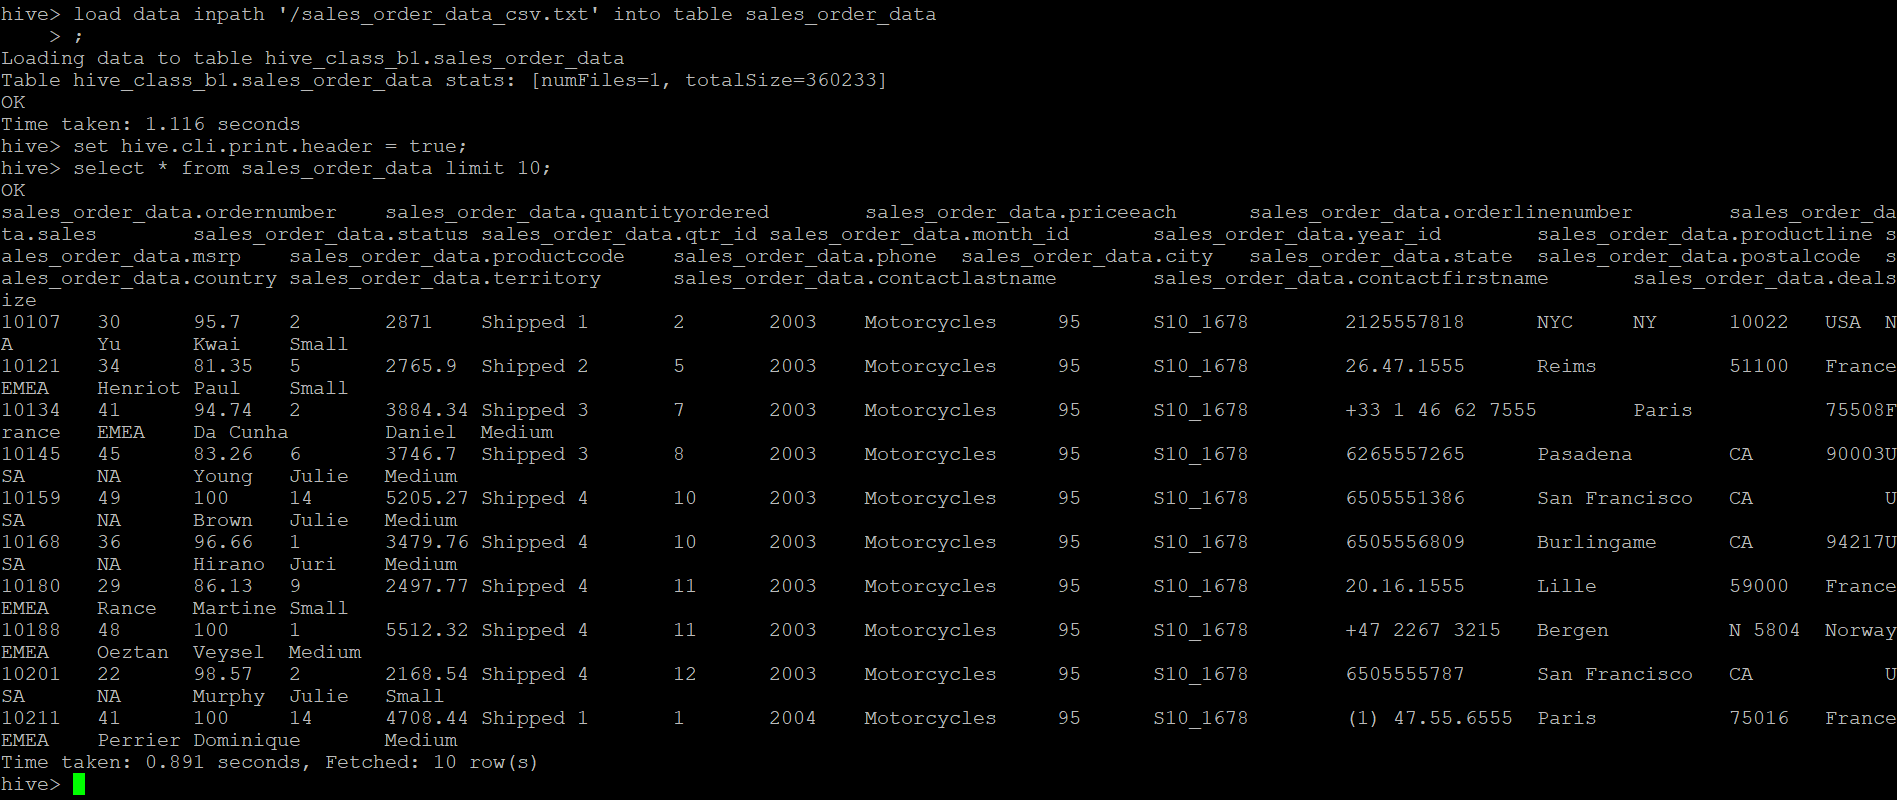 hive> load data inpath '/sales_order_data_csv.txt' into table sales_order_data
    > ;
Loading data to table hive_class_b1.sales_order_data
Table hive_class_b1.sales_order_data stats: [numFiles=1, totalSize=360233]
OK
Time taken: 1.116 seconds
hive> set hive.cli.print.header = true;
hive> select * from sales_order_data limit 10;
OK
sales_order_data.ordernumber    sales_order_data.quantityordered        sales_order_data.priceeach      sales_order_data.orderlinenumber        sales_order_da
ta.sales        sales_order_data.status sales_order_data.qtr_id sales_order_data.month_id       sales_order_data.year_id        sales_order_data.productline s
ales_order_data.msrp    sales_order_data.productcode    sales_order_data.phone  sales_order_data.city   sales_order_data.state  sales_order_data.postalcode  s
ales_order_data.country sales_order_data.territory      sales_order_data.contactlastname        sales_order_data.contactfirstname       sales_order_data.deals
ize
10107   30      95.7    2       2871    Shipped 1       2       2003    Motorcycles     95      S10_1678        2125557818      NYC     NY      10022   USA  N
A       Yu      Kwai    Small
10121   34      81.35   5       2765.9  Shipped 2       5       2003    Motorcycles     95      S10_1678        26.47.1555      Reims           51100   France
EMEA    Henriot Paul    Small
10134   41      94.74   2       3884.34 Shipped 3       7       2003    Motorcycles     95      S10_1678        +33 1 46 62 7555        Paris           75508F
rance   EMEA    Da Cunha        Daniel  Medium
10145   45      83.26   6       3746.7  Shipped 3       8       2003    Motorcycles     95      S10_1678        6265557265      Pasadena        CA      90003U
SA      NA      Young   Julie   Medium
10159   49      100     14      5205.27 Shipped 4       10      2003    Motorcycles     95      S10_1678        6505551386      San Francisco   CA           U
SA      NA      Brown   Julie   Medium
10168   36      96.66   1       3479.76 Shipped 4       10      2003    Motorcycles     95      S10_1678        6505556809      Burlingame      CA      94217U
SA      NA      Hirano  Juri    Medium
10180   29      86.13   9       2497.77 Shipped 4       11      2003    Motorcycles     95      S10_1678        20.16.1555      Lille           59000   France
EMEA    Rance   Martine Small
10188   48      100     1       5512.32 Shipped 4       11      2003    Motorcycles     95      S10_1678        +47 2267 3215   Bergen          N 5804  Norway
EMEA    Oeztan  Veysel  Medium
10201   22      98.57   2       2168.54 Shipped 4       12      2003    Motorcycles     95      S10_1678        6505555787      San Francisco   CA           U
SA      NA      Murphy  Julie   Small
10211   41      100     14      4708.44 Shipped 1       1       2004    Motorcycles     95      S10_1678        (1) 47.55.6555  Paris           75016   France
EMEA    Perrier Dominique       Medium
Time taken: 0.891 seconds, Fetched: 10 row(s)
hive>